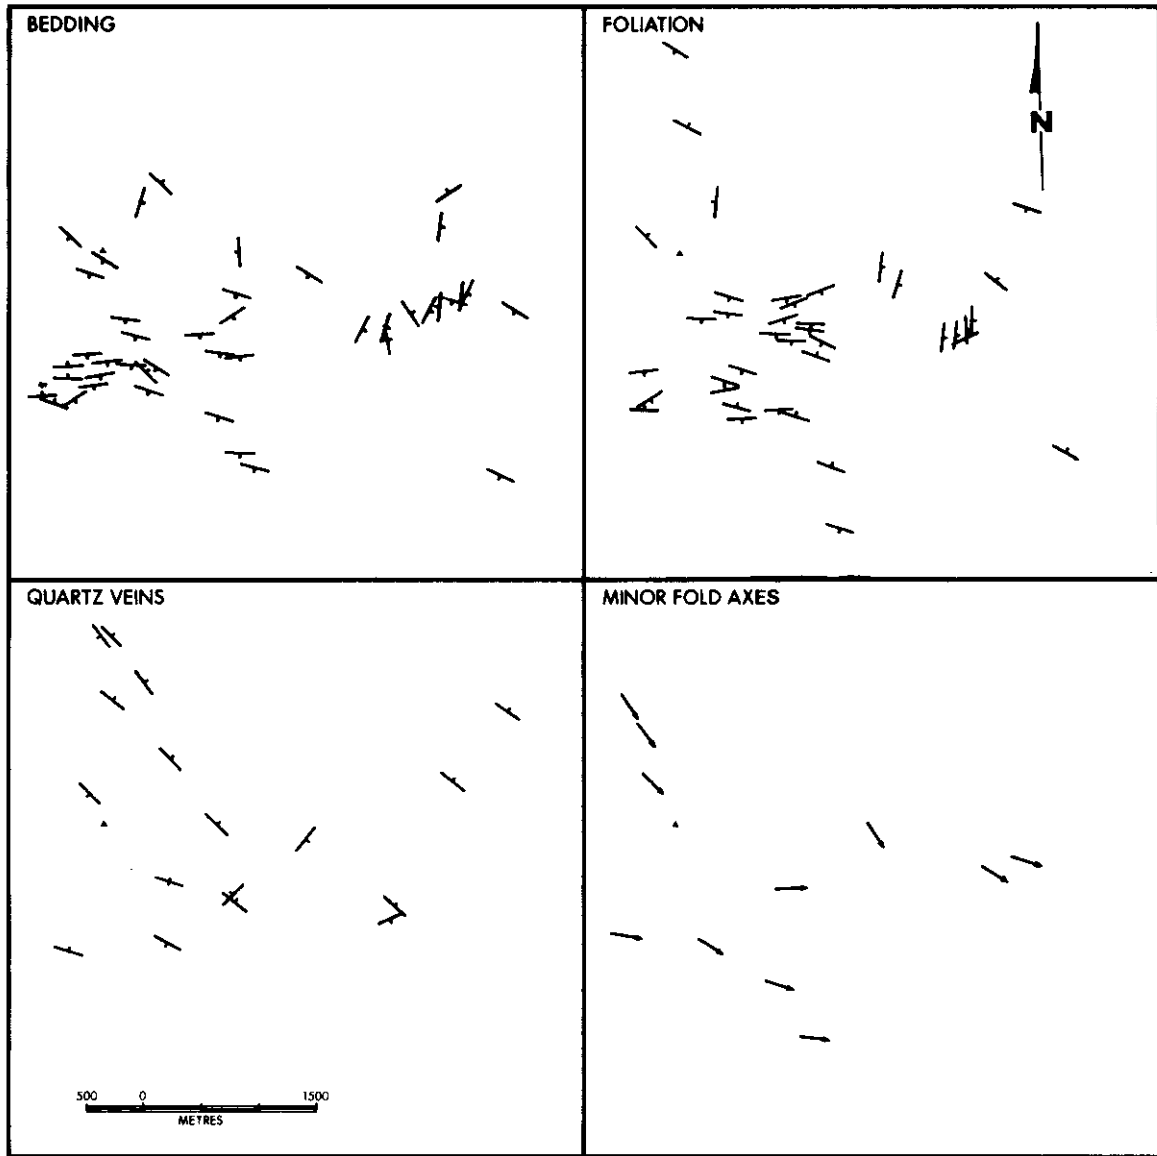 BEDDING
FOLIATION
N
QUARTZ VEINS
MINOR FOLD AXES
500 0 1500
METRES